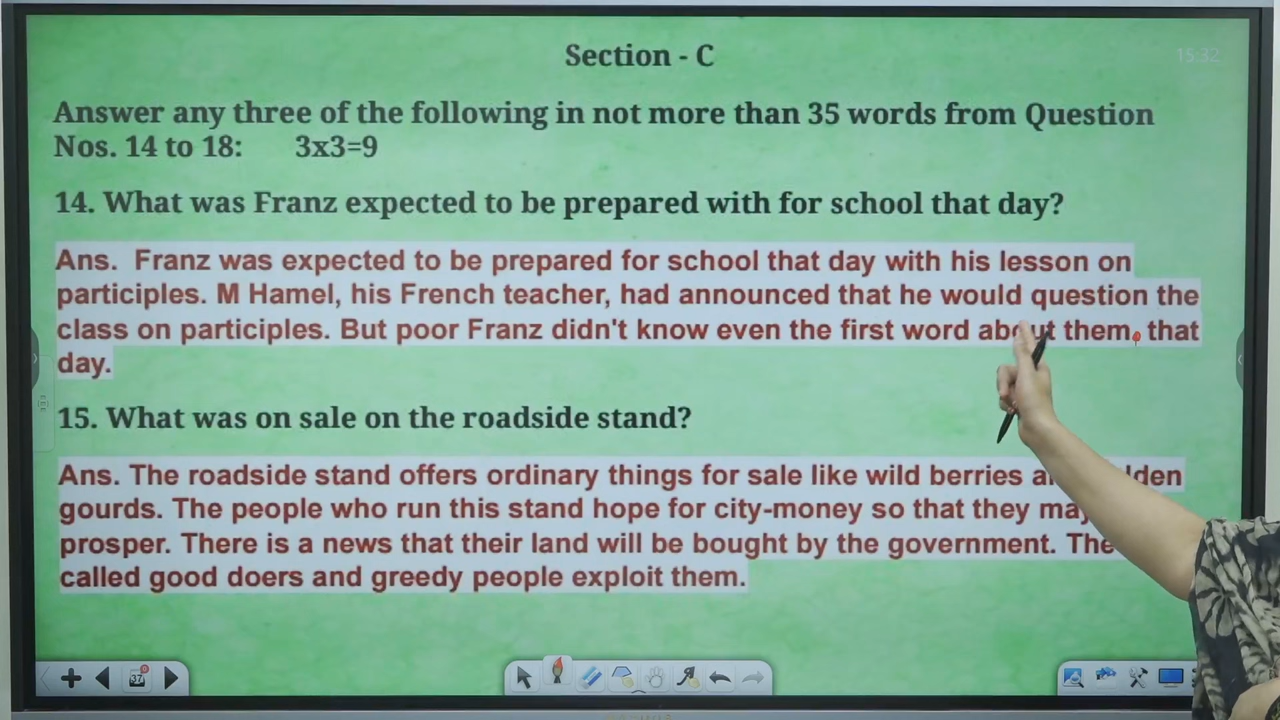 Section - C
15:32
Answer any three of the following in not more than 35 words from Question
Nos. 14 to 18: 3x3=9
14. What was Franz expected to be prepared with for school that day?
Ans. Franz was expected to be prepared for school that day with his lesson on
participles. M Hamel, his French teacher, had announced that he would question the
class on participles. But poor Franz didn't know even the first word about them, that
day.
15. What was on sale on the roadside stand?
Ans. The roadside stand offers ordinary things for sale like wild berries
gourds. The people who run this stand hope for city-money so that they may
prosper. There is a news that their land will be bought by the government.
called good doers and greedy people exploit them.
37